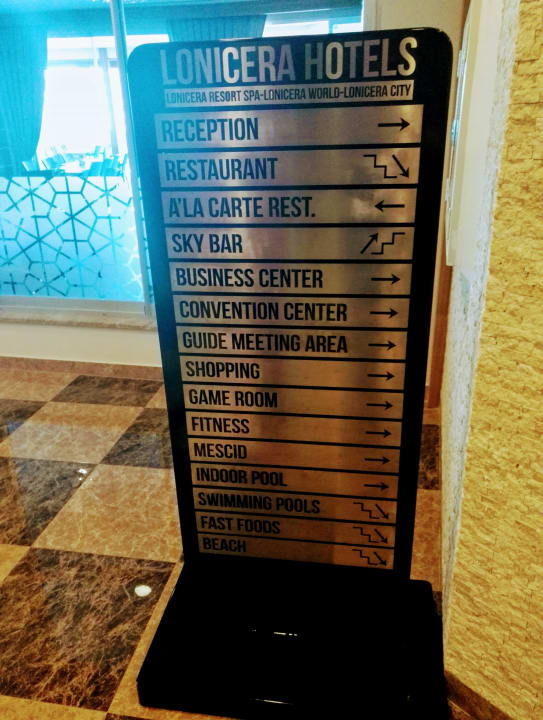 LONICERA HOTELS
LONICERA RESORT SPA-LONICERA WORLD-LONICERA CITY
RECEPTION
RESTAURANT
A'LA CARTE REST.
SKY BAR
BUSINESS CENTER
CONVENTION CENTER
GUIDE MEETING AREA
SHOPPING
GAME ROOM
FITNESS
MESCID
INDOOR POOL
SWIMMING POOLS
FAST FOODS
BEACH